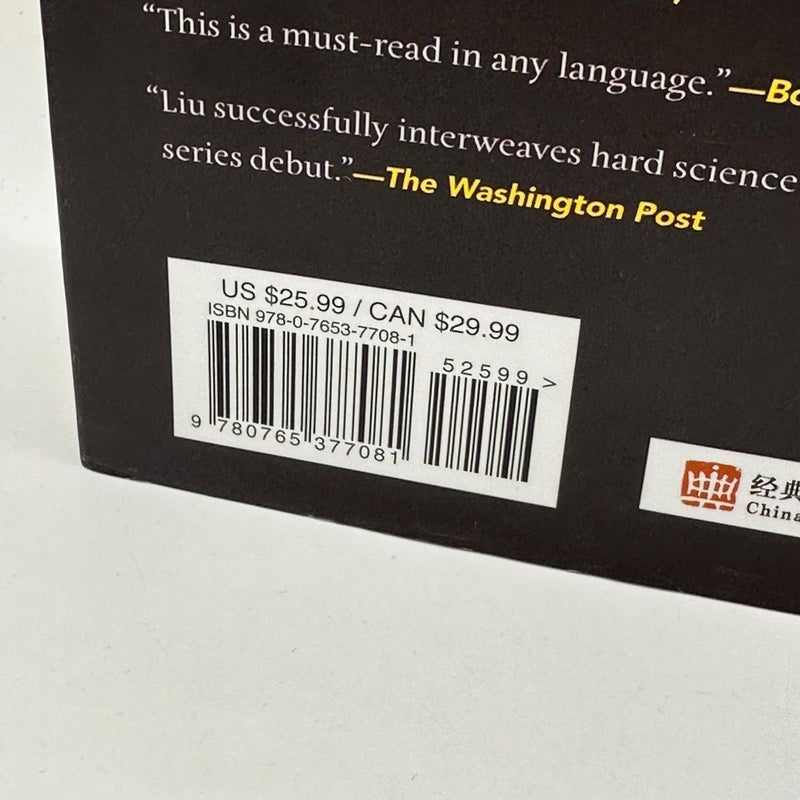 “This is a must-read in any language.”—Bo
“Liu successfully interweaves hard science
series debut.”—The Washington Post
US $25.99 / CAN $29.99
ISBN 978-0-7653-7708-1
52599 >
9 780765 377081
经典
China